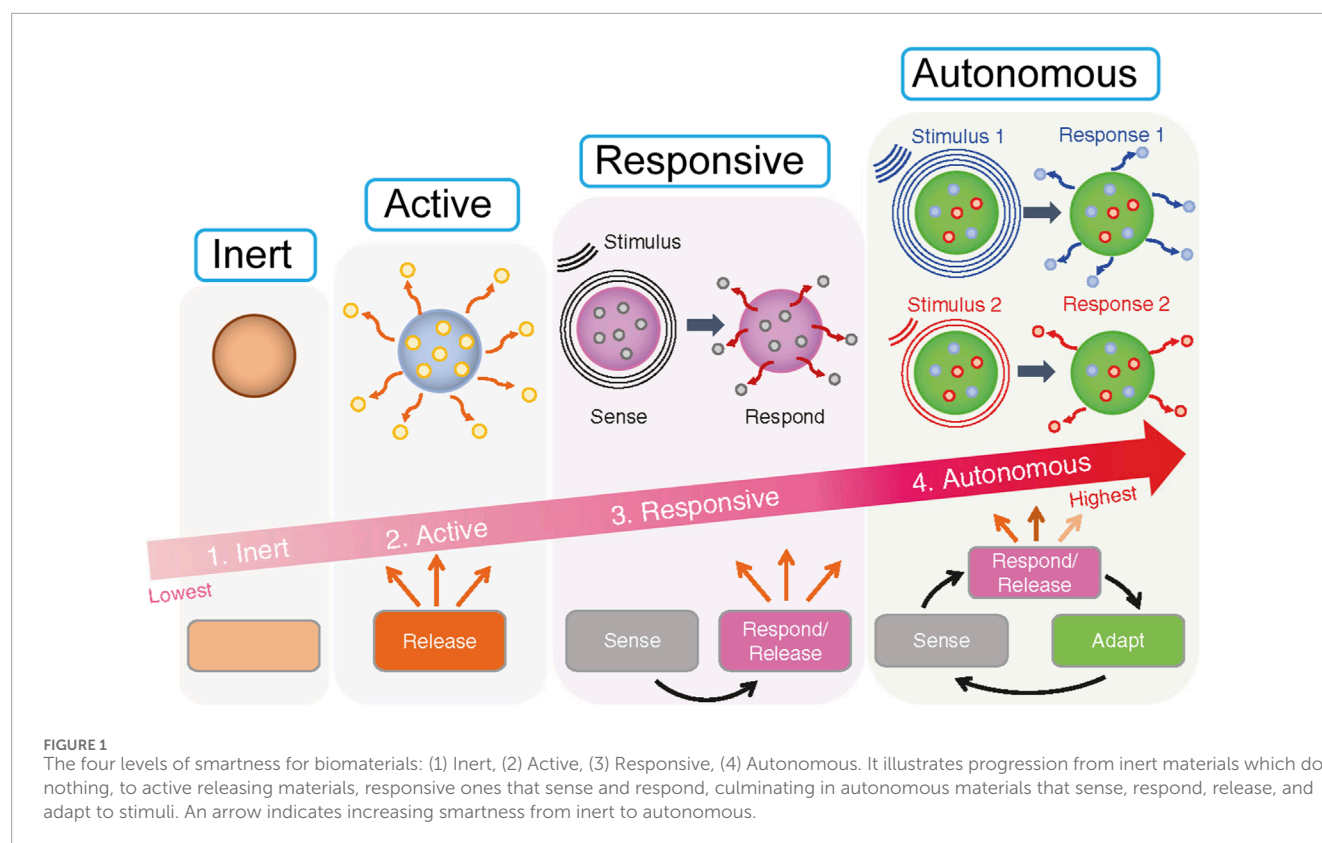 Inert
Active
Responsive
Autonomous
Stimulus
Sense
Respond
Stimulus 1
Response 1
Stimulus 2
Response 2
1. Inert
2. Active
3. Responsive
4. Autonomous
Lowest
Highest
Release
Sense
Respond/
Release
Sense
Respond/
Release
Adapt
FIGURE 1
The four levels of smartness for biomaterials: (1) Inert, (2) Active, (3) Responsive, (4) Autonomous. It illustrates progression from inert materials which do
nothing, to active releasing materials, responsive ones that sense and respond, culminating in autonomous materials that sense, respond, release, and
adapt to stimuli. An arrow indicates increasing smartness from inert to autonomous.